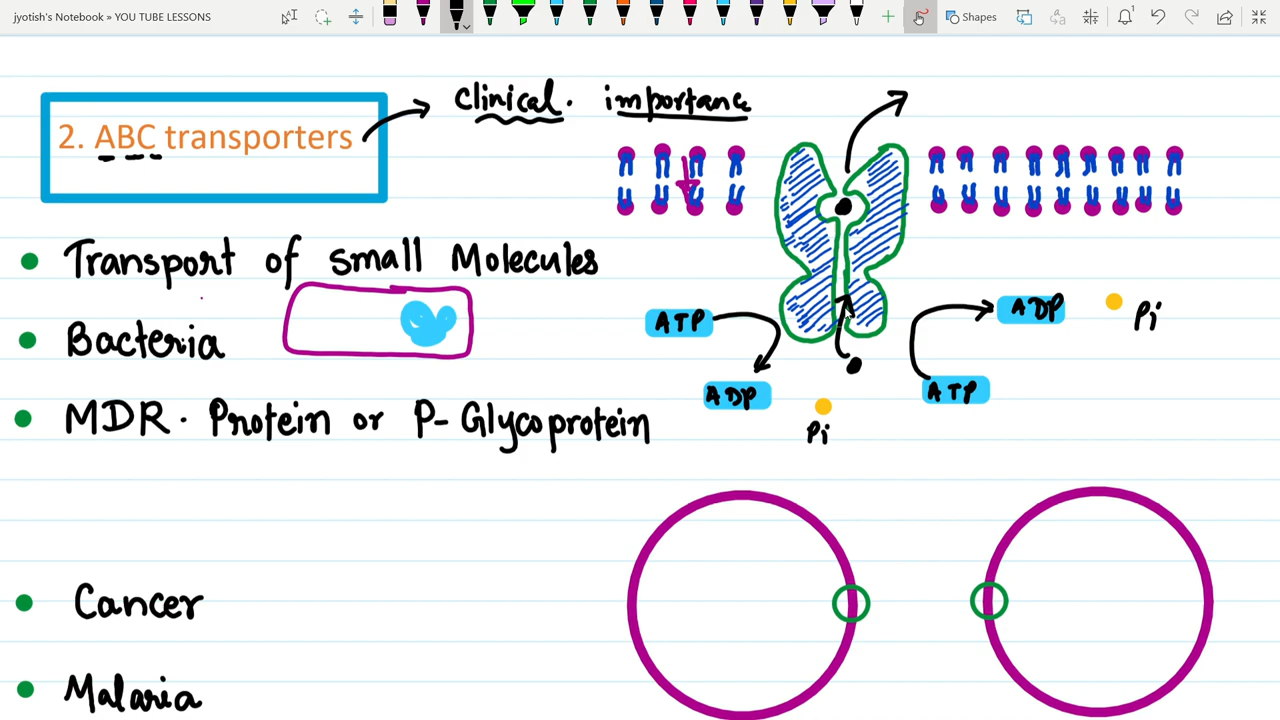 jyotish's Notebook » YOU TUBE LESSONS
Shapes
2. ABC transporters
clinical. importance
Transport of small Molecules
Bacteria
MDR. Protein or P-Glycoprotein
ATP
ADP
Pi
ADP
Pi
ATP
Cancer
Malaria